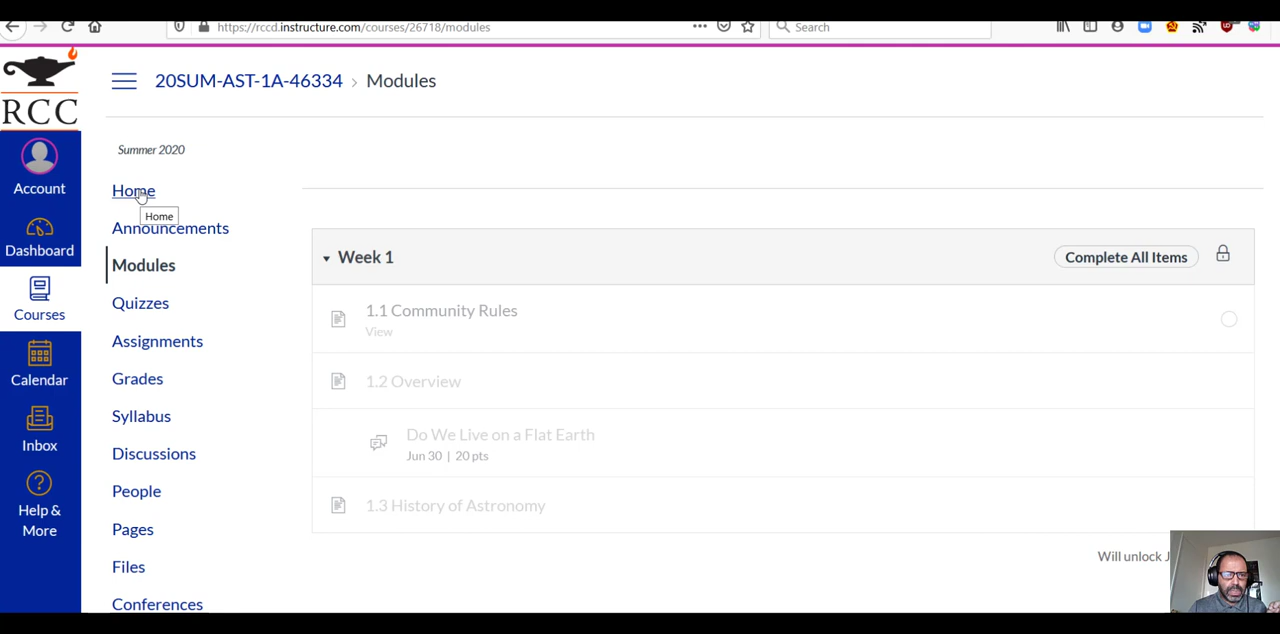 https://rccd.instructure.com/courses/26718/modules
Search
RCC
20SUM-AST-1A-46334 › Modules
Account
Dashboard
Courses
Calendar
Inbox
Help &
More
Summer 2020
Home
Home
Announcements
Modules
Quizzes
Assignments
Grades
Syllabus
Discussions
People
Pages
Files
Conferences
Week 1
Complete All Items
1.1 Community Rules
View
1.2 Overview
Do We Live on a Flat Earth
Jun 30 | 20 pts
1.3 History of Astronomy
Will unlock J